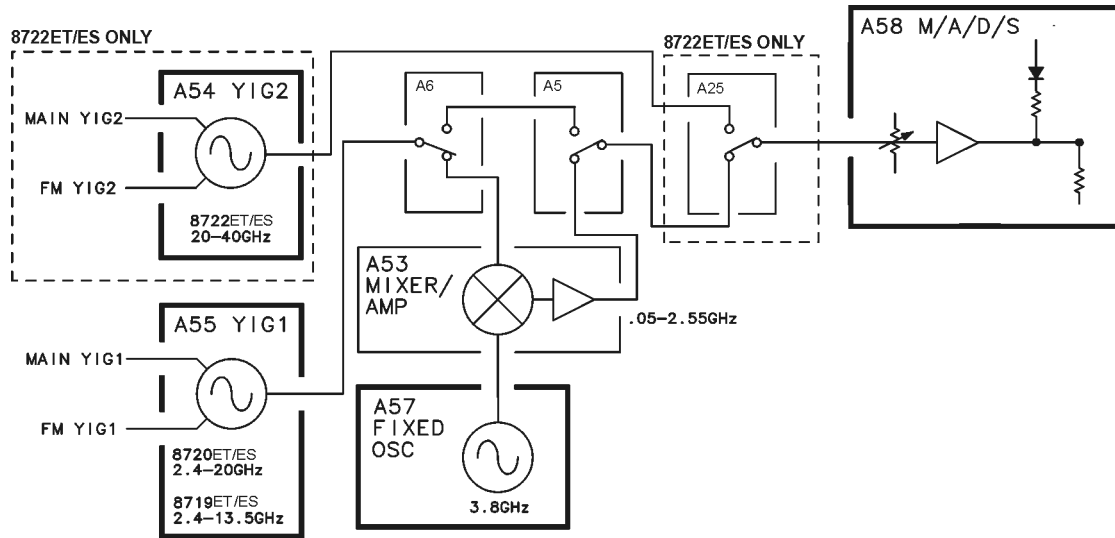 8722ET/ES ONLY
A54 YIG2
MAIN YIG2
FM YIG2
8722ET/ES
20-40GHz
A55 YIG1
MAIN YIG1
FM YIG1
8720ET/ES
2.4-20GHz
8719ET/ES
2.4-13.5GHz
A6
A5
A53
MIXER/
AMP
.05-2.55GHz
A57
FIXED
OSC
3.8GHz
8722ET/ES ONLY
A25
A58 M/A/D/S